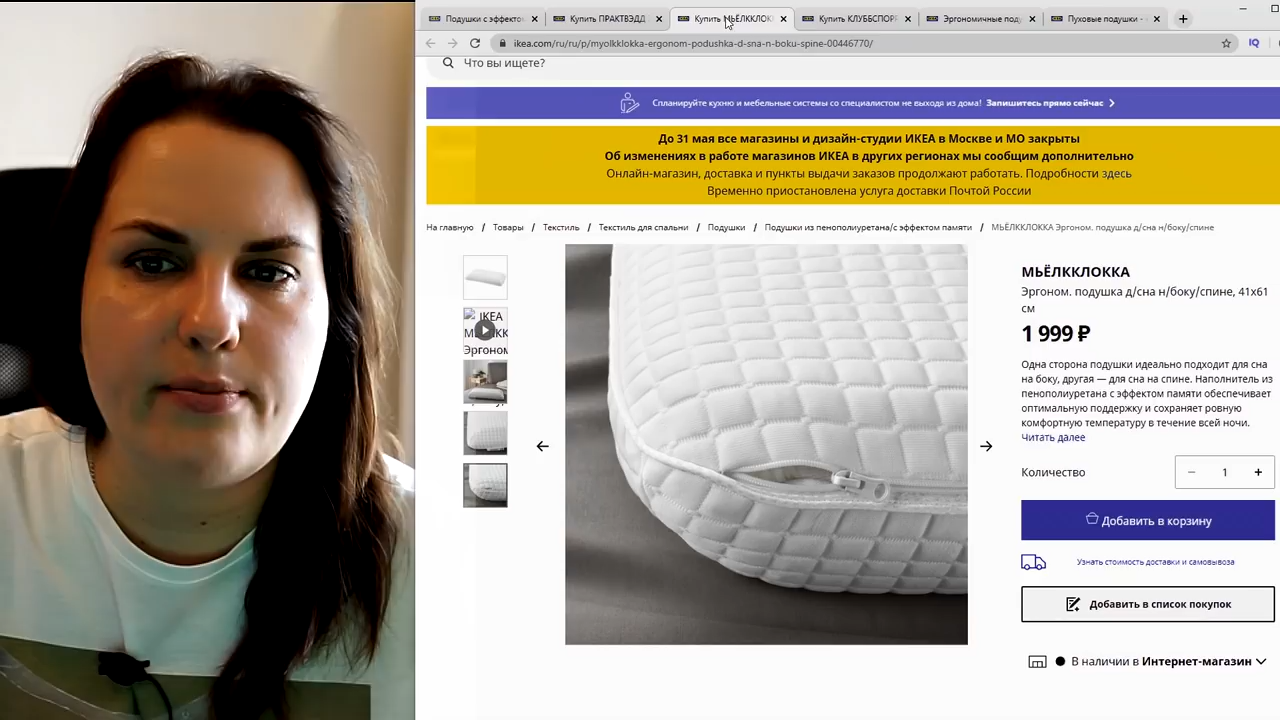 Подушки с эффекто
Купить ПРАКТВЭДД
Купить МЬЁЛККЛОК
Купить КЛУББСПОР
Эргономичные поду
Пуховые подушки -
ikea.com/ru/ru/p/myolkklokka-ergonom-podushka-d-sna-n-boku-spine-00446770/
Что вы ищете?
Спланируйте кухню и мебельные системы со специалистом не выходя из дома! Запишитесь прямо сейчас
До 31 мая все магазины и дизайн-студии ИКЕА в Москве и МО закрыты
Об изменениях в работе магазинов ИКЕА в других регионах мы сообщим дополнительно
Онлайн-магазин, доставка и пункты выдачи заказов продолжают работать. Подробности здесь
Временно приостановлена услуга доставки Почтой России
На главную / Товары / Текстиль / Текстиль для спальни / Подушки / Подушки из пенополиуретана/с эффектом памяти / МЬЁЛККЛОККА Эргоном. подушка д/сна н/боку/спине
IKEA
Эргоном
МЬЁЛККЛОККА
Эргоном. подушка д/сна н/боку/спине, 41x61
см
1 999 ₽
Одна сторона подушки идеально подходит для сна
на боку, другая — для сна на спине. Наполнитель из
пенополиуретана с эффектом памяти обеспечивает
оптимальную поддержку и сохраняет ровную
комфортную температуру в течение всей ночи.
Читать далее
Количество
− 1 +
Добавить в корзину
Узнать стоимость доставки и самовывоза
Добавить в список покупок
В наличии в Интернет-магазин